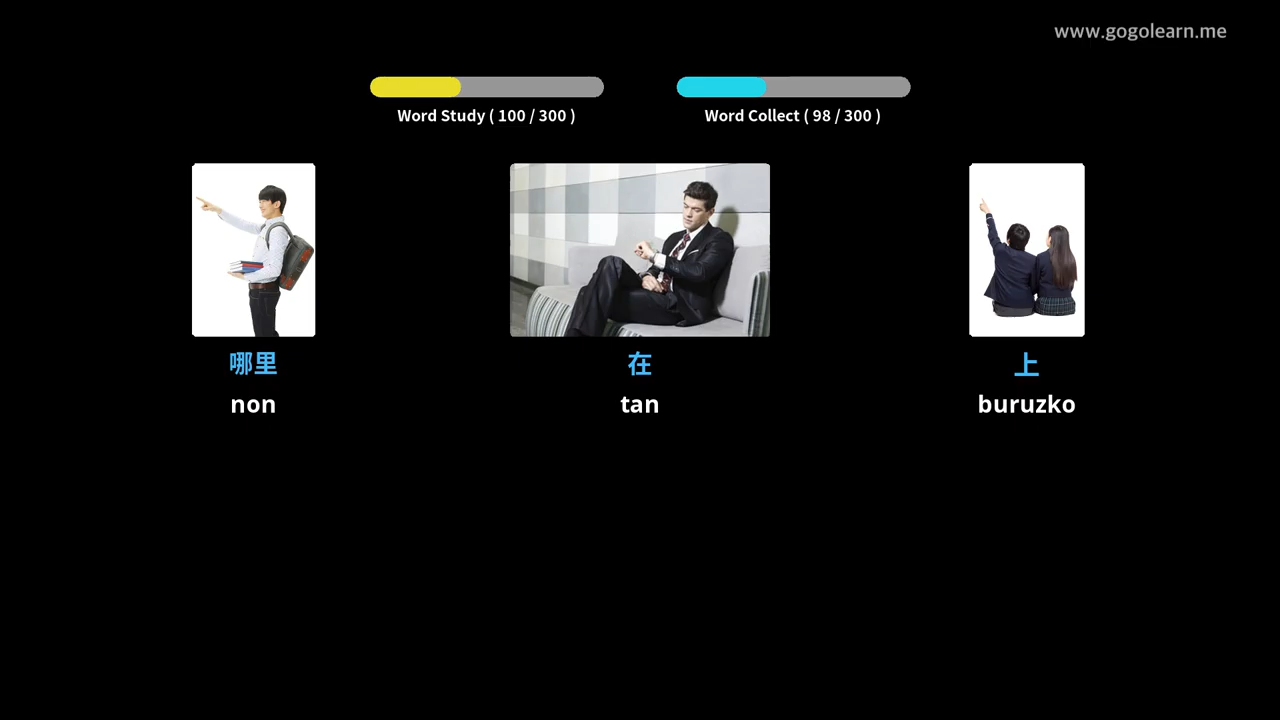 www.gogolearn.me
Word Study ( 100 / 300 )
Word Collect ( 98 / 300 )
哪里
在
上
non
tan
buruzko